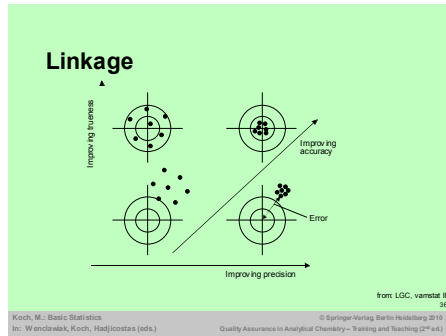 Linkage
Improving trueness
Improving
accuracy
Error
Improving precision
from: LGC, vamstat II
36
Koch, M.: Basic Statistics
© Springer-Verlag, Berlin Heidelberg 2010
In: Wenclawiak, Koch, Hadjicostas (eds.)
Quality Assurance in Analytical Chemistry – Training and Teaching (2nd ed.)